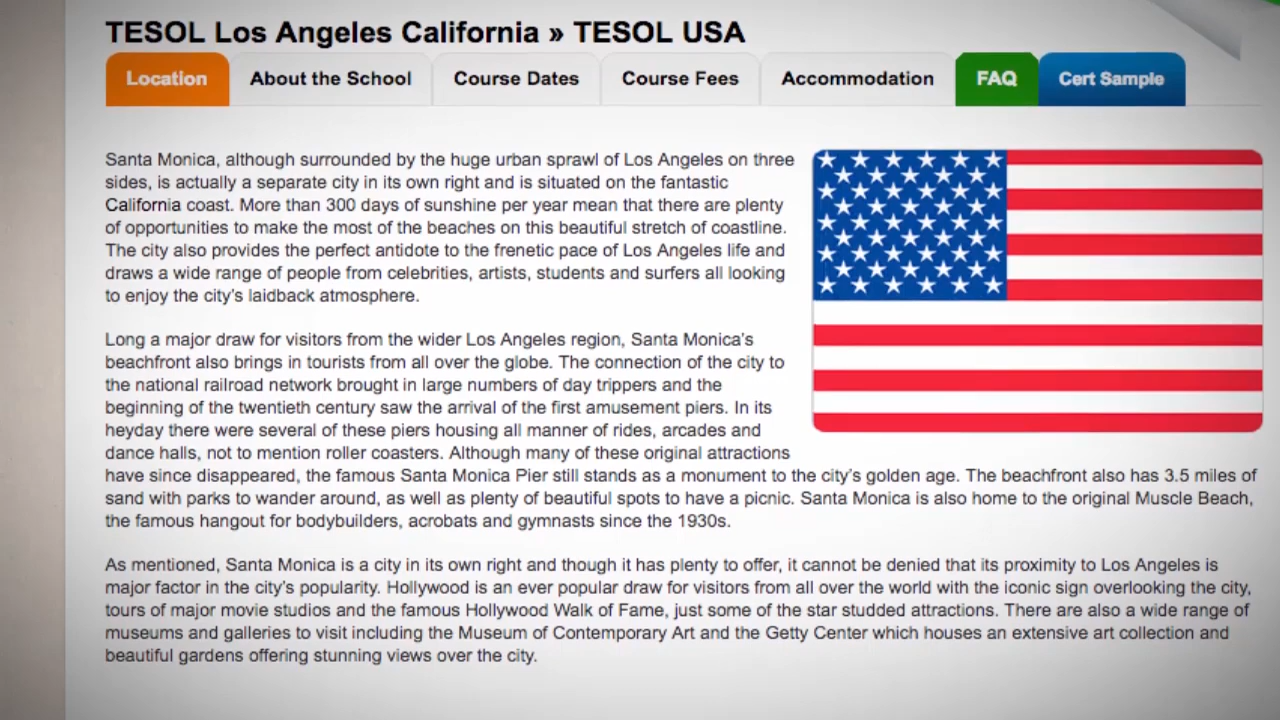 TESOL Los Angeles California » TESOL USA
Location About the School Course Dates Course Fees Accommodation FAQ Cert Sample
Santa Monica, although surrounded by the huge urban sprawl of Los Angeles on three
sides, is actually a separate city in its own right and is situated on the fantastic
California coast. More than 300 days of sunshine per year mean that there are plenty
of opportunities to make the most of the beaches on this beautiful stretch of coastline.
The city also provides the perfect antidote to the frenetic pace of Los Angeles life and
draws a wide range of people from celebrities, artists, students and surfers all looking
to enjoy the city's laidback atmosphere.
Long a major draw for visitors from the wider Los Angeles region, Santa Monica's
beachfront also brings in tourists from all over the globe. The connection of the city to
the national railroad network brought in large numbers of day trippers and the
beginning of the twentieth century saw the arrival of the first amusement piers. In its
heyday there were several of these piers housing all manner of rides, arcades and
dance halls, not to mention roller coasters. Although many of these original attractions
have since disappeared, the famous Santa Monica Pier still stands as a monument to the city's golden age. The beachfront also has 3.5 miles of
sand with parks to wander around, as well as plenty of beautiful spots to have a picnic. Santa Monica is also home to the original Muscle Beach,
the famous hangout for bodybuilders, acrobats and gymnasts since the 1930s.
As mentioned, Santa Monica is a city in its own right and though it has plenty to offer, it cannot be denied that its proximity to Los Angeles is
major factor in the city's popularity. Hollywood is an ever popular draw for visitors from all over the world with the iconic sign overlooking the city,
tours of major movie studios and the famous Hollywood Walk of Fame, just some of the star studded attractions. There are also a wide range of
museums and galleries to visit including the Museum of Contemporary Art and the Getty Center which houses an extensive art collection and
beautiful gardens offering stunning views over the city.